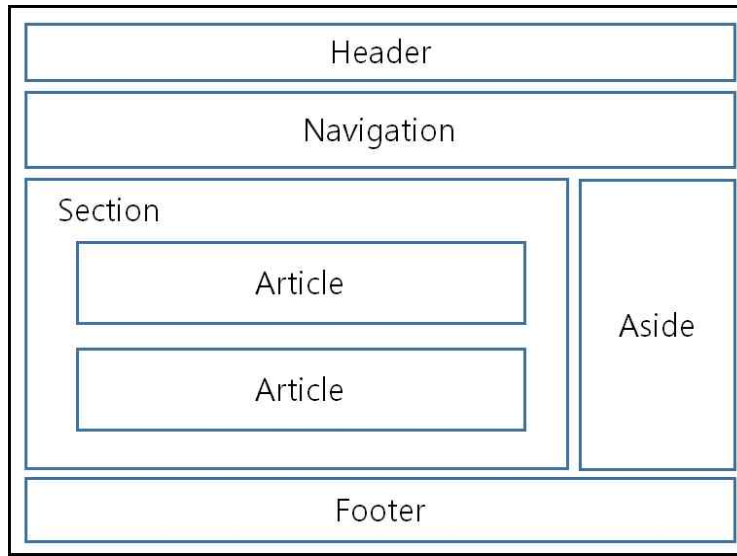 Header
Navigation
Section
Article
Article
Aside
Footer